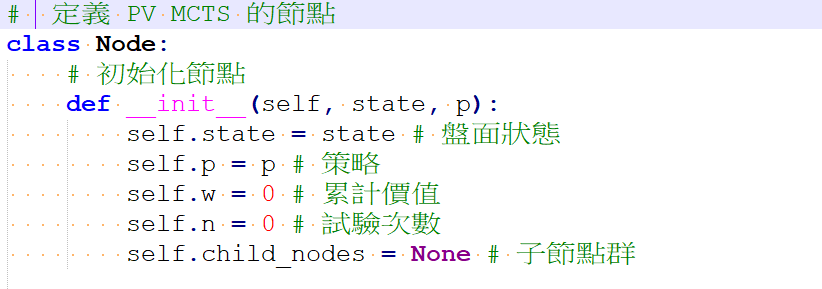 # 定義 PV MCTS 的節點
class Node:
    # 初始化節點
    def __init__(self, state, p):
        self.state = state # 盤面狀態
        self.p = p # 策略
        self.w = 0 # 累計價值
        self.n = 0 # 試驗次數
        self.child_nodes = None # 子節點群